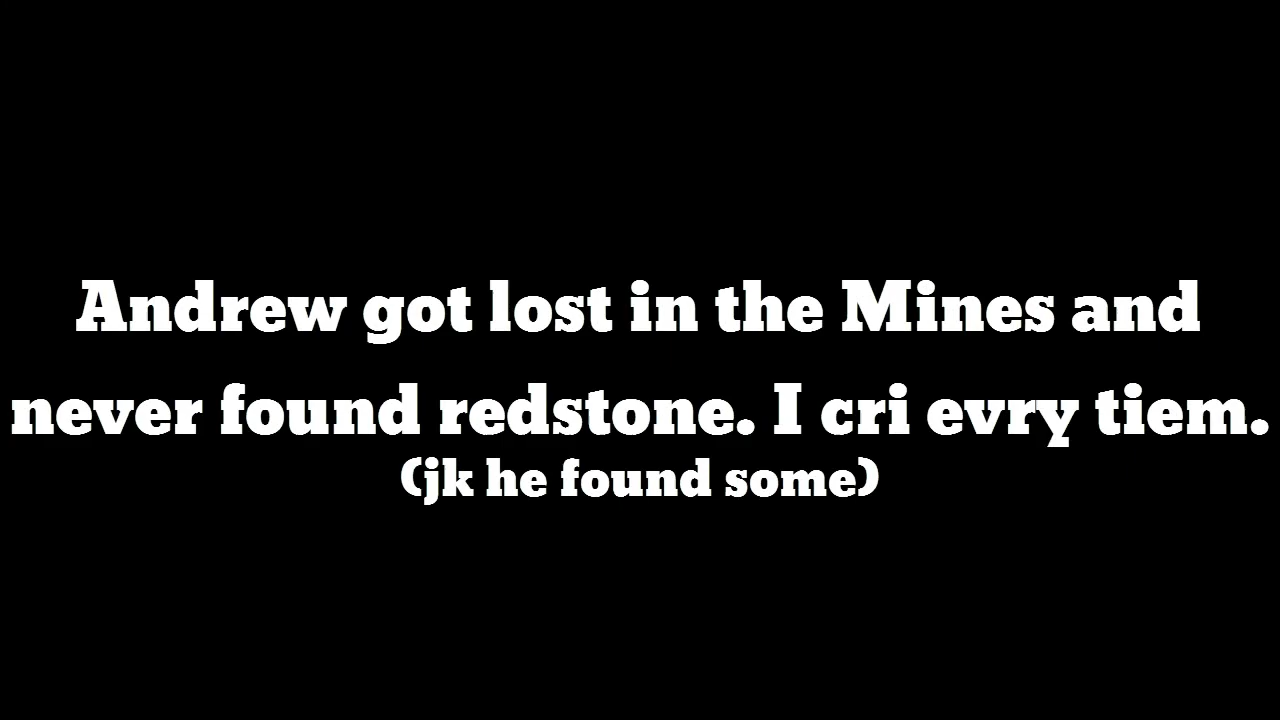 Andrew got lost in the Mines and
never found redstone. I cri evry tiem.
(jk he found some)